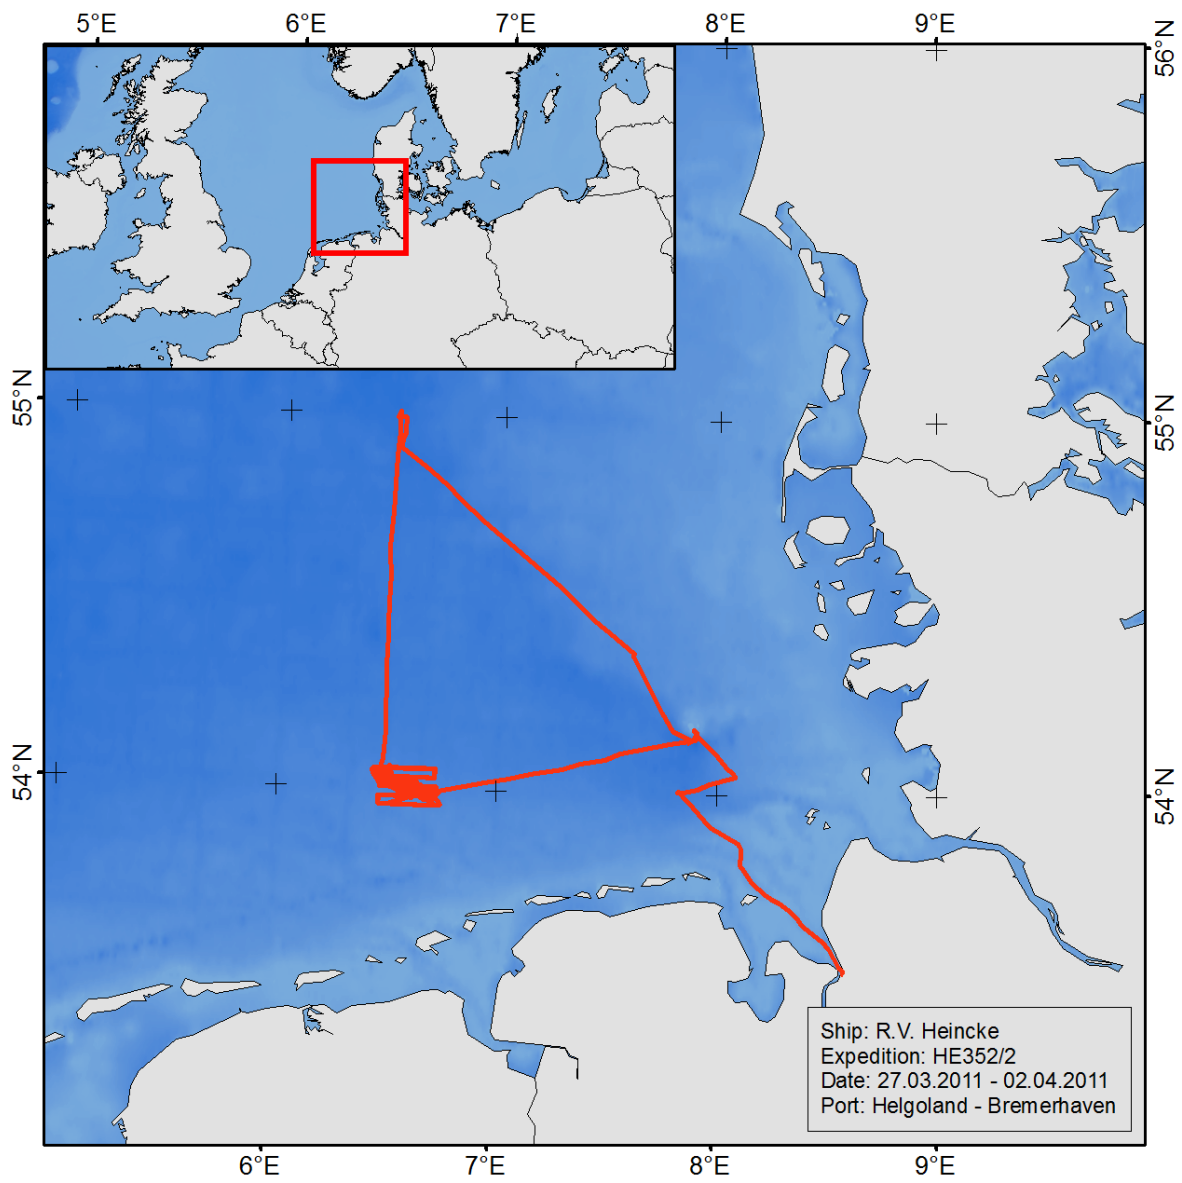 5°E 6°E 7°E 8°E 9°E
56°N
55°N
55°N
54°N
54°N
Ship: R.V. Heincke
Expedition: HE352/2
Date: 27.03.2011 - 02.04.2011
Port: Helgoland - Bremerhaven
6°E 7°E 8°E 9°E